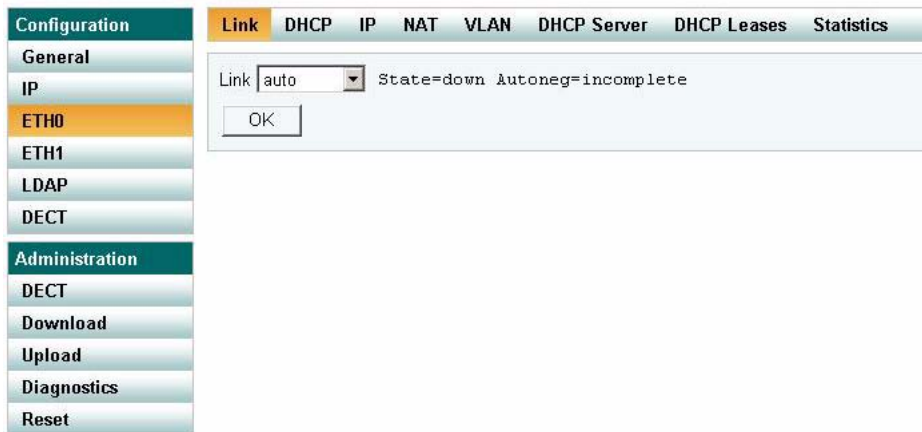 Configuration
General
IP
ETH0
ETH1
LDAP
DECT
Administration
DECT
Download
Upload
Diagnostics
Reset
Link DHCP IP NAT VLAN DHCP Server DHCP Leases Statistics
Link auto State=down Autoneg=incomplete
OK